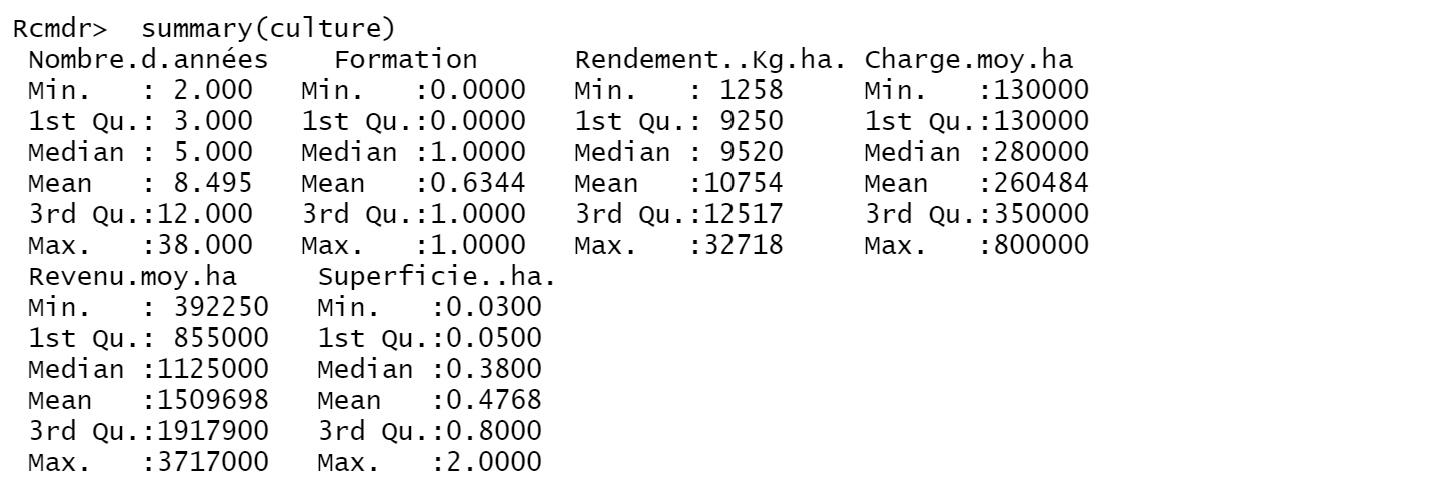 Rcmdr>  summary(culture)
 Nombre.d.années    Formation      Rendement..Kg.ha. Charge.moy.ha
 Min.   : 2.000   Min.   :0.0000   Min.   : 1258     Min.   :130000
 1st Qu.: 3.000   1st Qu.:0.0000   1st Qu.: 9250     1st Qu.:130000
 Median : 5.000   Median :1.0000   Median : 9520     Median :280000
 Mean   : 8.495   Mean   :0.6344   Mean   :10754     Mean   :260484
 3rd Qu.:12.000   3rd Qu.:1.0000   3rd Qu.:12517     3rd Qu.:350000
 Max.   :38.000   Max.   :1.0000   Max.   :32718     Max.   :800000
 Revenu.moy.ha     Superficie..ha.
 Min.   : 392250   Min.   :0.0300
 1st Qu.: 855000   1st Qu.:0.0500
 Median :1125000   Median :0.3800
 Mean   :1509698   Mean   :0.4768
 3rd Qu.:1917900   3rd Qu.:0.8000
 Max.   :3717000   Max.   :2.0000